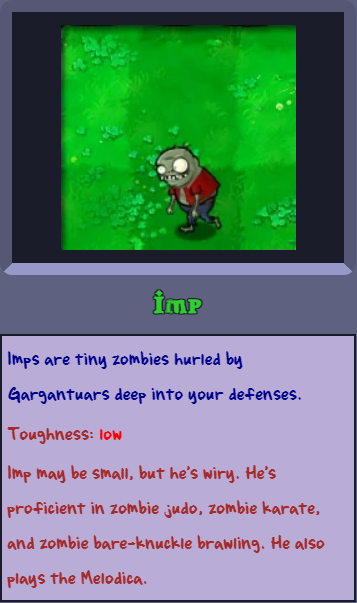 Imp
Imps are tiny zombies hurled by
Gargantuars deep into your defenses.
Toughness: low
Imp may be small, but he's wiry. He's
proficient in zombie judo, zombie karate,
and zombie bare-knuckle brawling. He also
plays the Melodica.